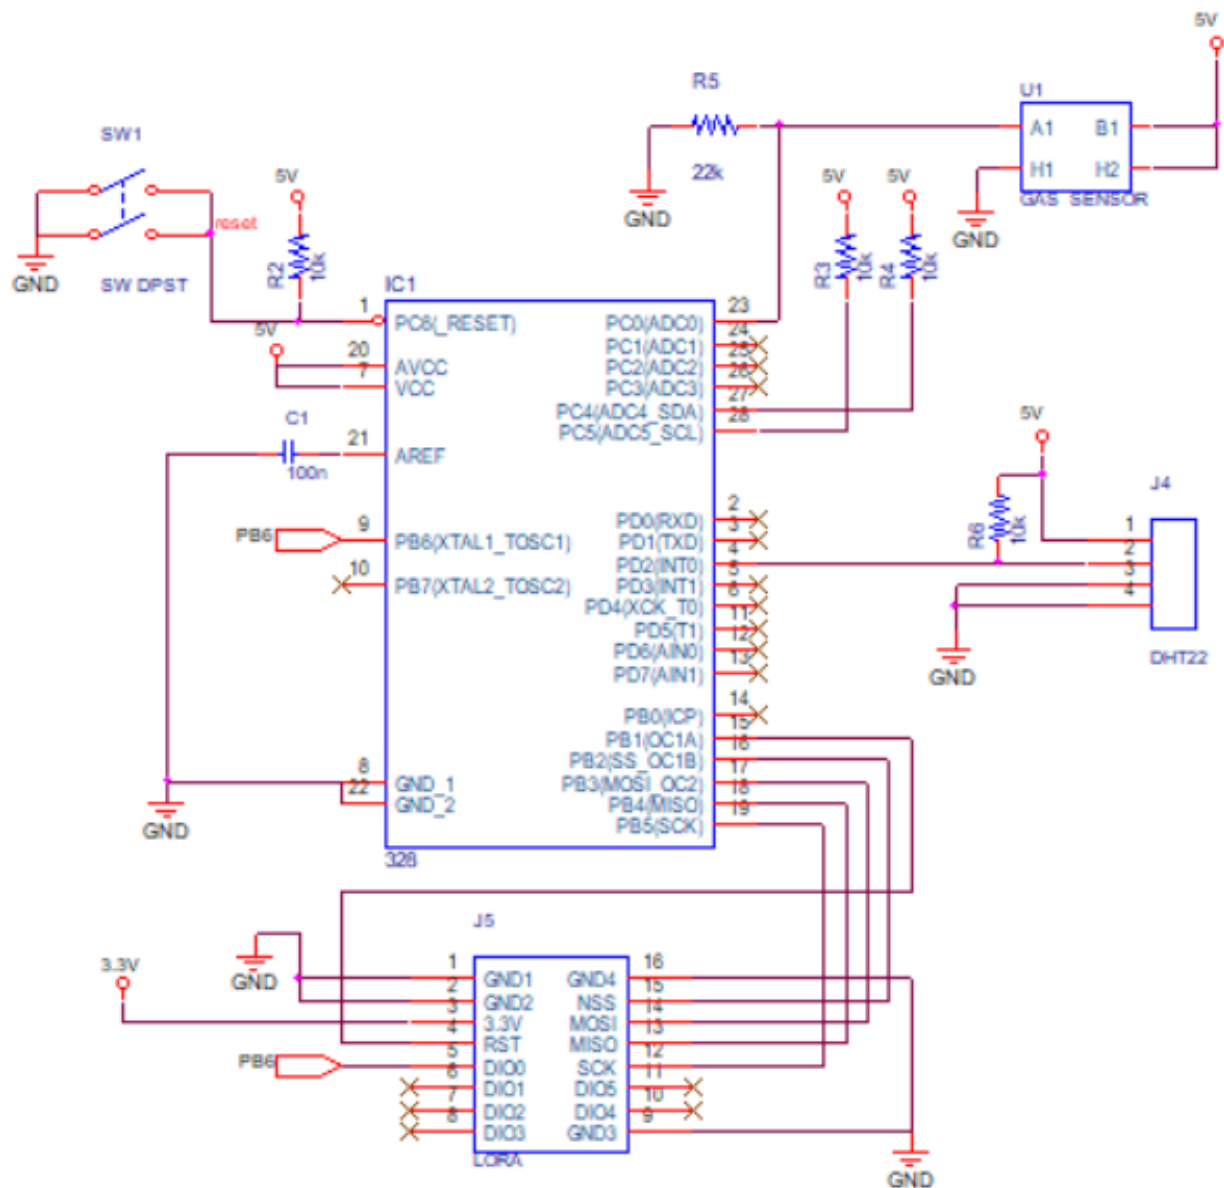 5V
R5
U1
SW1
A1 B1
5V
22k
5V 5V
H1 H2
GND
GAS SENSOR
reset
GND
R2 10k
R3 10k
R4 10k
GND
SW DPST
IC1
1 PC6(_RESET)
PC0(ADC0) 23
5V
PC1(ADC1) 24
20 AVCC
PC2(ADC2) 25
7 VCC
PC3(ADC3) 26
PC4(ADC4_SDA) 27
C1
PC5(ADC5_SCL) 28
5V
21 AREF
100n
J4
PD0(RXD) 2
R6 10k
1
PB6
9 PB6(XTAL1_TOSC1)
PD1(TXD) 3
2
PD2(INT0) 4
3
10 PB7(XTAL2_TOSC2)
PD3(INT1) 5
4
PD4(XCK_T0) 6
PD5(T1) 11
PD6(AIN0) 12
DHT22
PD7(AIN1) 13
GND
PB0(ICP) 14
PB1(OC1A) 15
PB2(SS_OC1B) 16
8 GND_1
PB3(MOSI_OC2) 17
22 GND_2
PB4(MISO) 18
PB5(SCK) 19
GND
328
J5
3.3V
GND
1 GND1 GND4 16
2 GND2 NSS 15
3 3.3V MOSI 14
4 RST MISO 13
PB6
5 DIO0 SCK 12
6 DIO1 DIO5 11
7 DIO2 DIO4 10
8 DIO3 GND3 9
LORA
GND